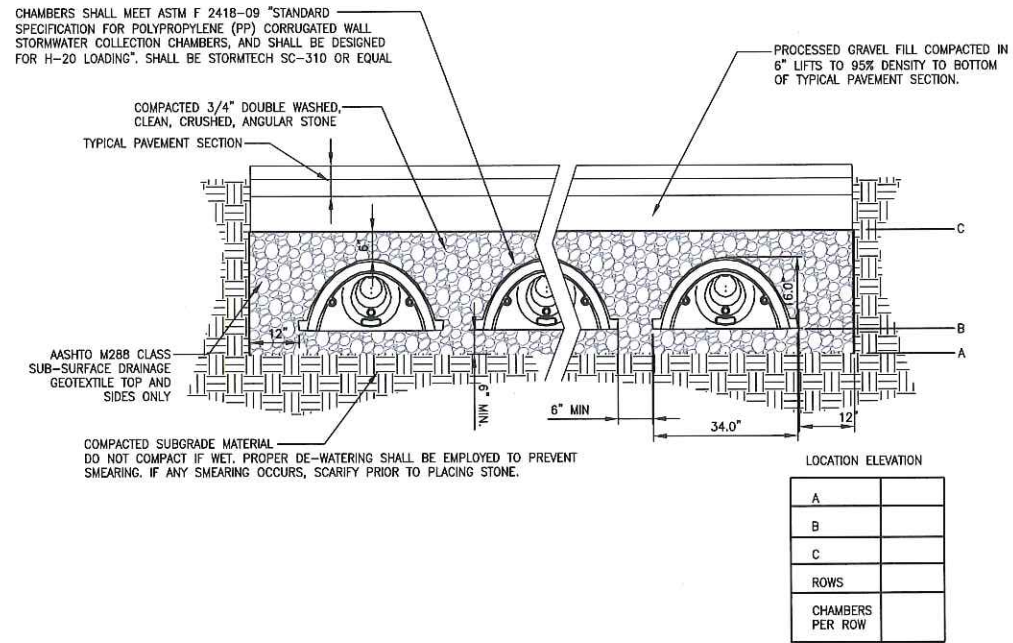 CHAMBERS SHALL MEET ASTM F 2418-09 "STANDARD
SPECIFICATION FOR POLYPROPYLENE (PP) CORRUGATED WALL
STORMWATER COLLECTION CHAMBERS, AND SHALL BE DESIGNED
FOR H-20 LOADING". SHALL BE STORMTECH SC-310 OR EQUAL
PROCESSED GRAVEL FILL COMPACTED IN
6" LIFTS TO 95% DENSITY TO BOTTOM
OF TYPICAL PAVEMENT SECTION.
COMPACTED 3/4" DOUBLE WASHED,
CLEAN, CRUSHED, ANGULAR STONE
TYPICAL PAVEMENT SECTION
C
6"
16.0"
B
12"
A
AASHTO M288 CLASS
SUB-SURFACE DRAINAGE
GEOTEXTILE TOP AND
SIDES ONLY
6" MIN.
6" MIN
34.0"
12"
COMPACTED SUBGRADE MATERIAL
DO NOT COMPACT IF WET. PROPER DE-WATERING SHALL BE EMPLOYED TO PREVENT
SMEARING. IF ANY SMEARING OCCURS, SCARIFY PRIOR TO PLACING STONE.
LOCATION ELEVATION
A
B
C
ROWS
CHAMBERS
PER ROW